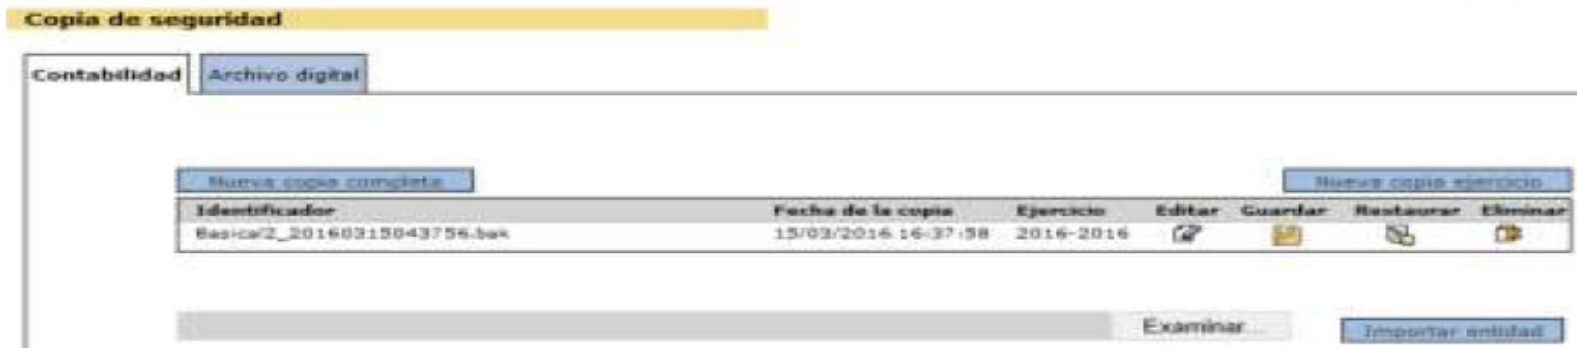 Copia de seguridad
Contabilidad Archivo digital
Nueva copia completa Nueva copia ejercicio
Identificador Fecha de la copia Ejercicio Editar Guardar Restaurar Eliminar
Basical2_20160315043756.bak 15/03/2016 16:37:58 2016-2016
Examinar... Importar entidad